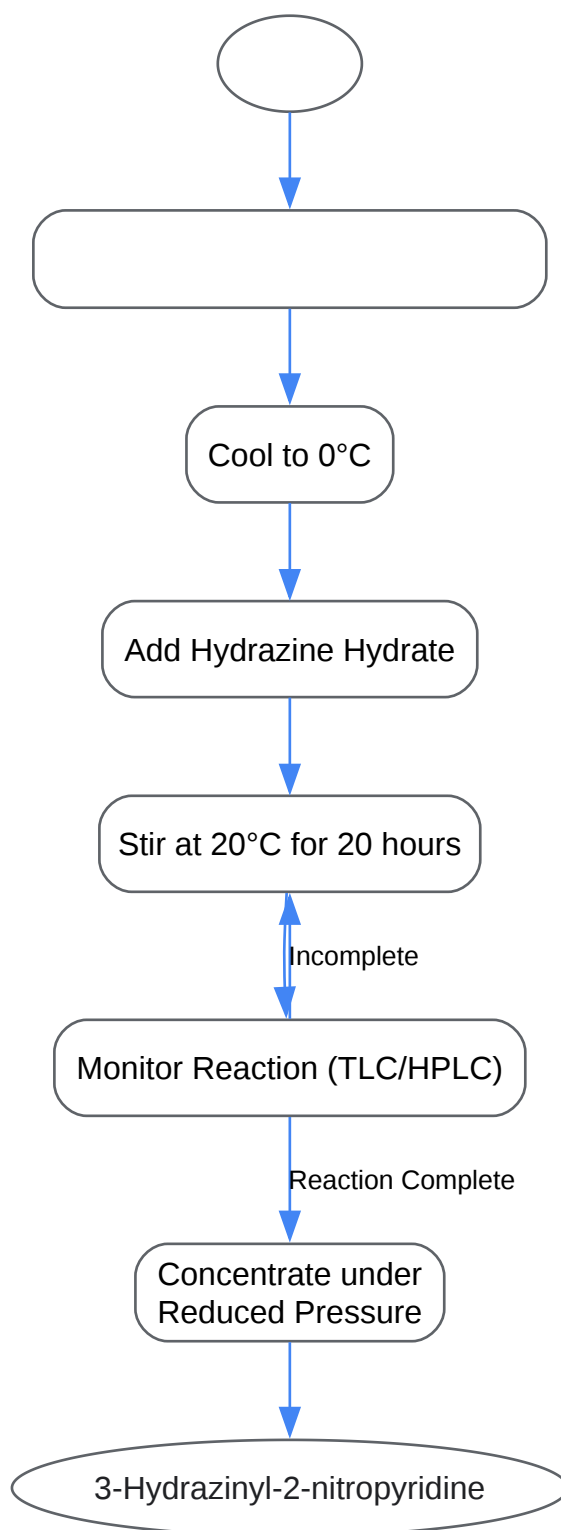 Cool to 0°C
Add Hydrazine Hydrate
Stir at 20°C for 20 hours
Incomplete
Monitor Reaction (TLC/HPLC)
Reaction Complete
Concentrate under
Reduced Pressure
3-Hydrazinyl-2-nitropyridine